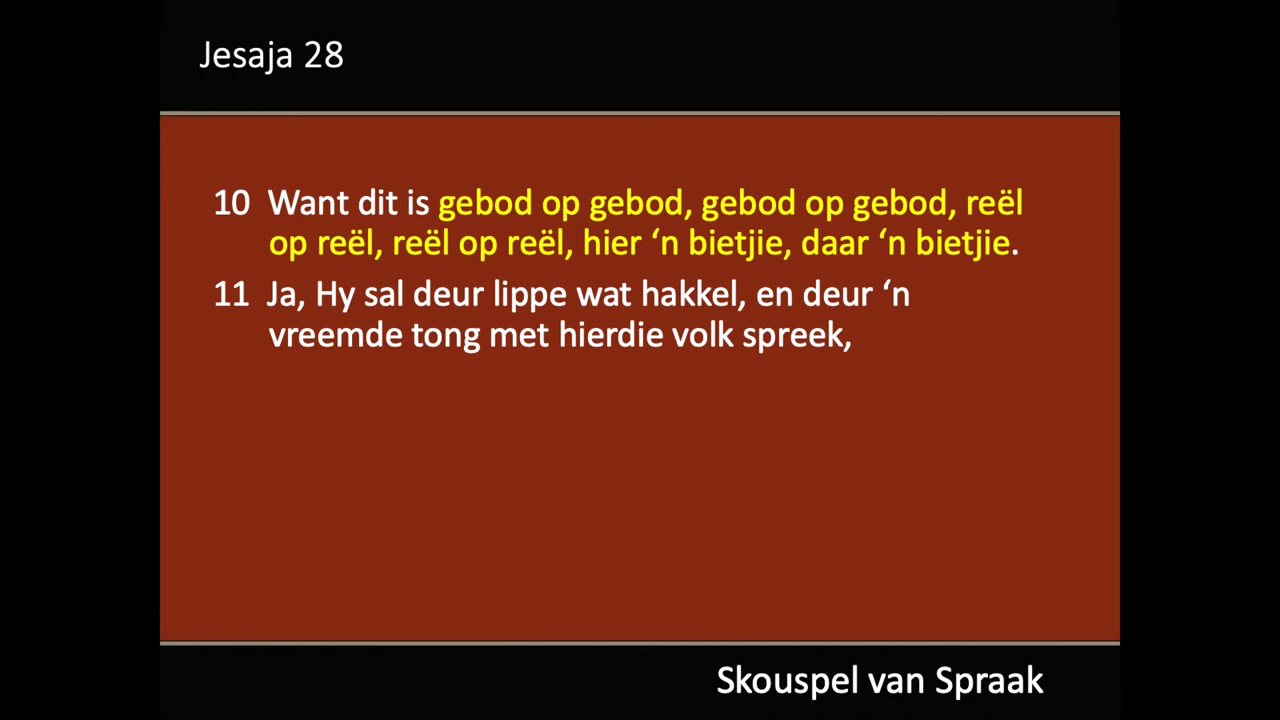 Jesaja 28
10 Want dit is gebod op gebod, gebod op gebod, reël
op reël, reël op reël, hier ‘n bietjie, daar ‘n bietjie.
11 Ja, Hy sal deur lippe wat hakkel, en deur ‘n
vreemde tong met hierdie volk spreek,
Skouspel van Spraak